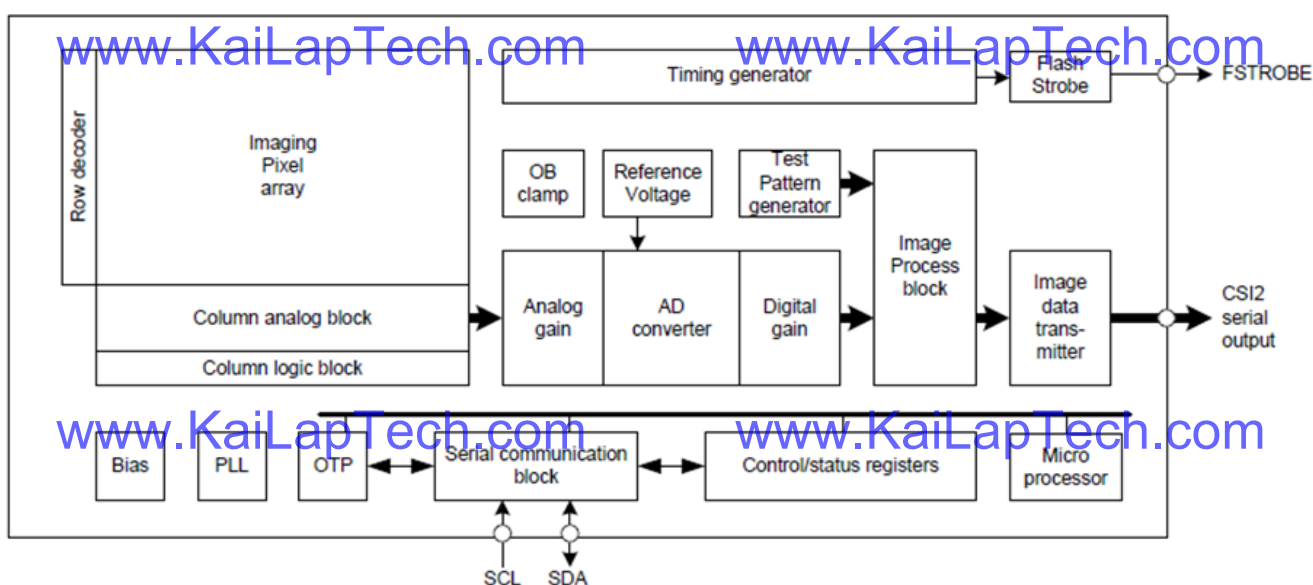 www.KaiLapTech.com
www.KaiLapTech.com
Row decoder
Imaging
Pixel
array
Timing generator
Flash
Strobe
FSTROBE
OB
clamp
Reference
Voltage
Test
Pattern
generator
Image
Process
block
Column analog block
Column logic block
Analog
gain
AD
converter
Digital
gain
Image
data
trans-
mitter
CSI2
serial
output
www.KaiLapTech.com
www.KaiLapTech.com
Bias
PLL
OTP
Serial communication
block
Control/status registers
Micro
processor
SCL
SDA